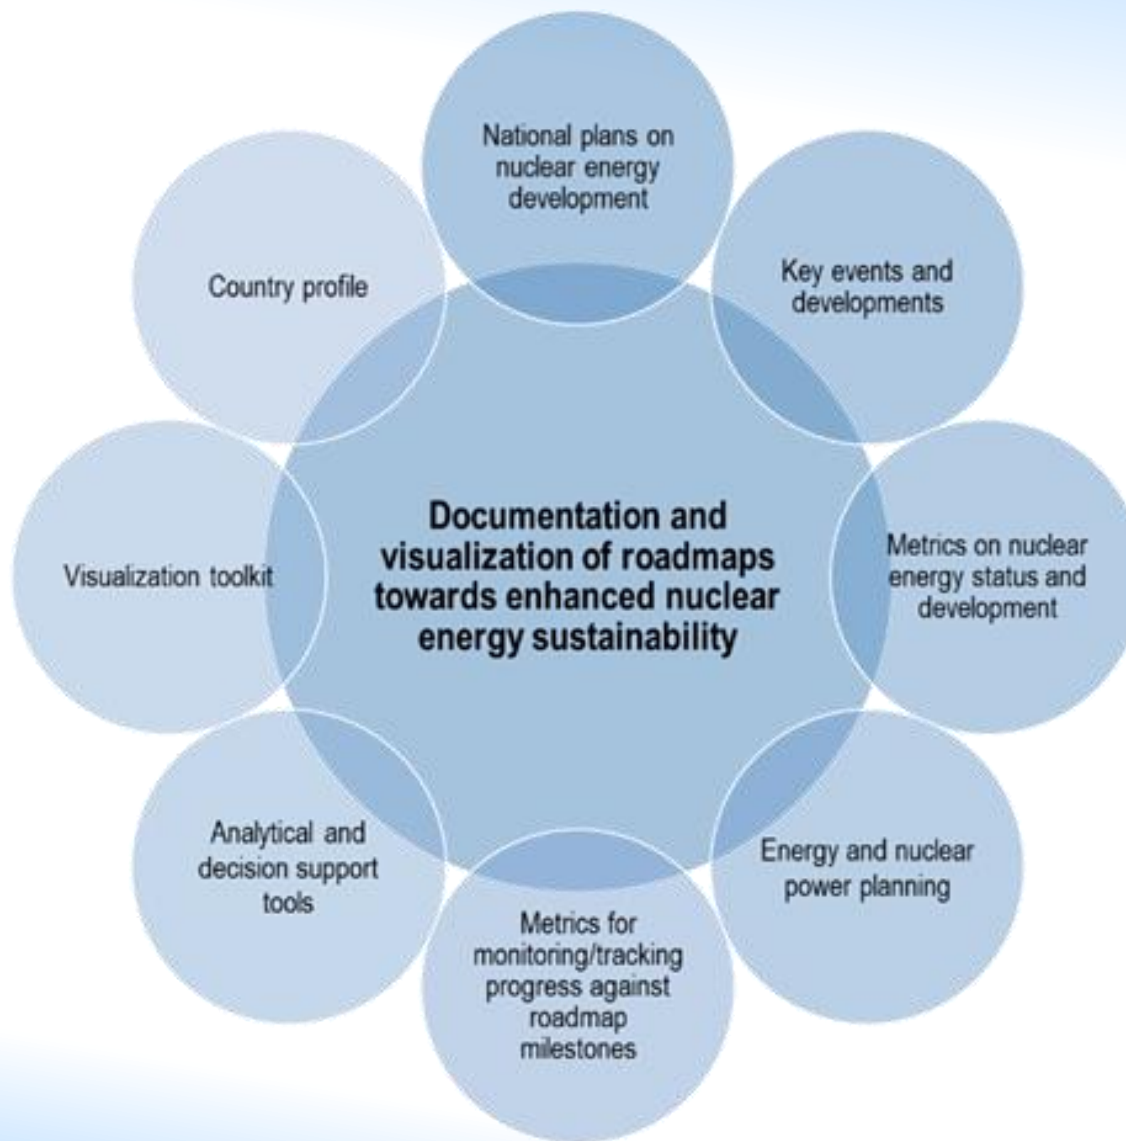 National plans on
nuclear energy
development
Key events and
developments
Country profile
Documentation and
visualization of roadmaps
towards enhanced nuclear
energy sustainability
Metrics on nuclear
energy status and
development
Visualization toolkit
Energy and nuclear
power planning
Analytical and
decision support
tools
Metrics for
monitoring/tracking
progress against
roadmap
milestones